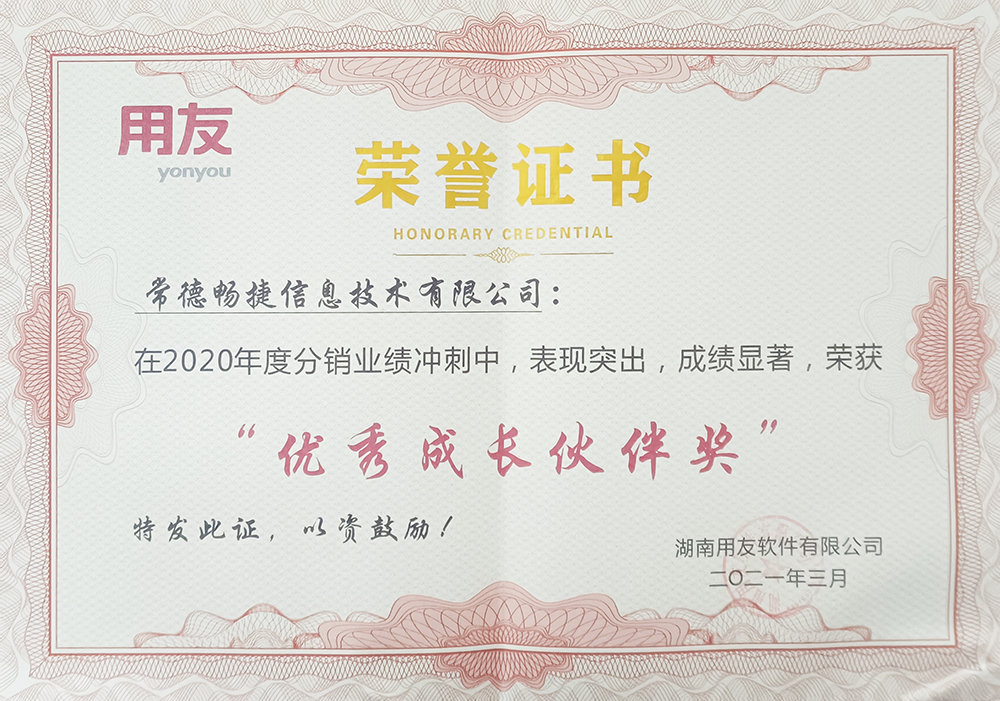 用友
yonyou
荣誉证书
HONORARY CREDENTIAL
常德畅捷信息技术有限公司：
在2020年度分销业绩冲刺中，表现突出，成绩显著，荣获
“优秀成长伙伴奖”
特发此证，以资鼓励！
湖南用友软件有限公司
二〇二一年三月